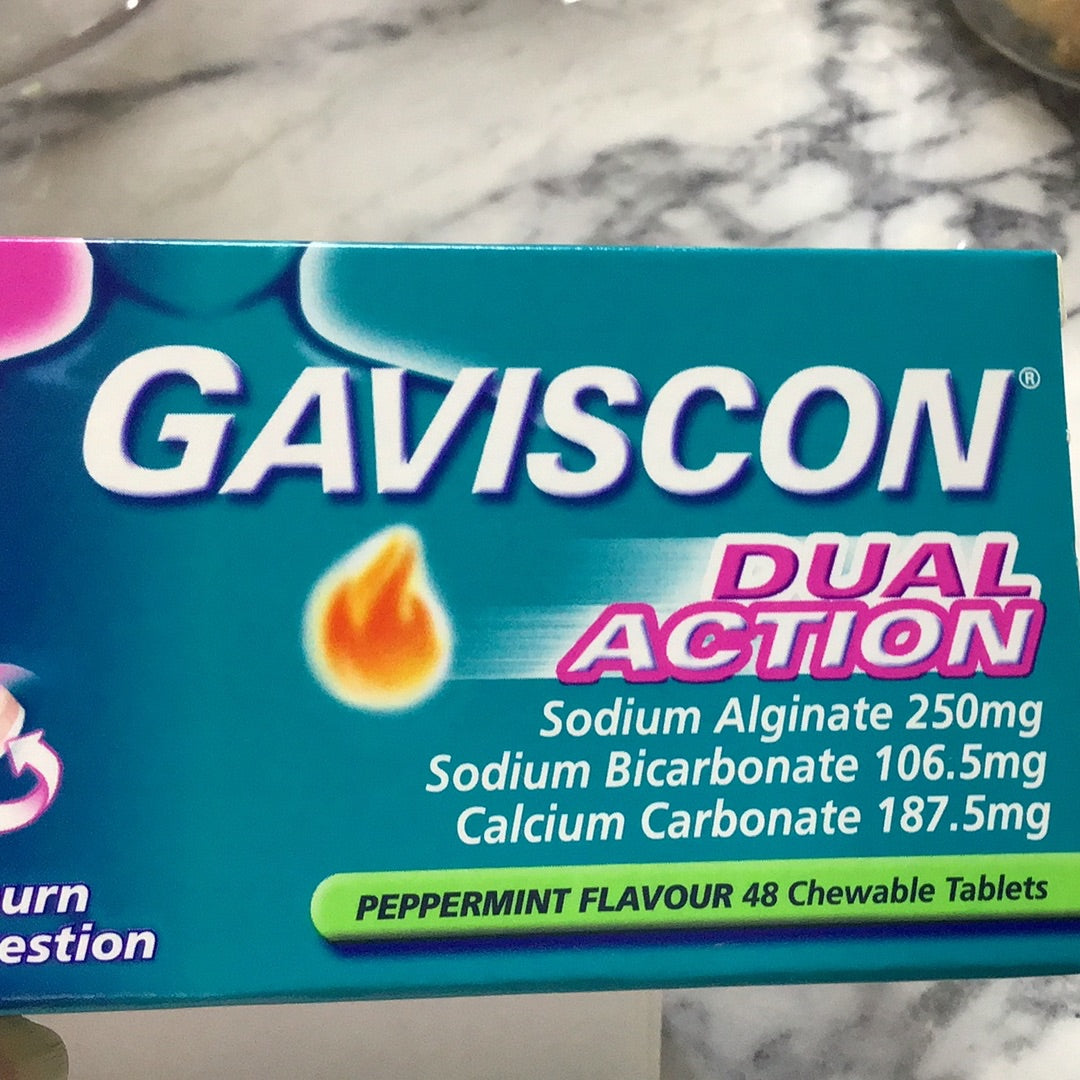 GAVISCON®
DUAL
ACTION
Sodium Alginate 250mg
Sodium Bicarbonate 106.5mg
Calcium Carbonate 187.5mg
PEPPERMINT FLAVOUR 48 Chewable Tablets
urn
estion